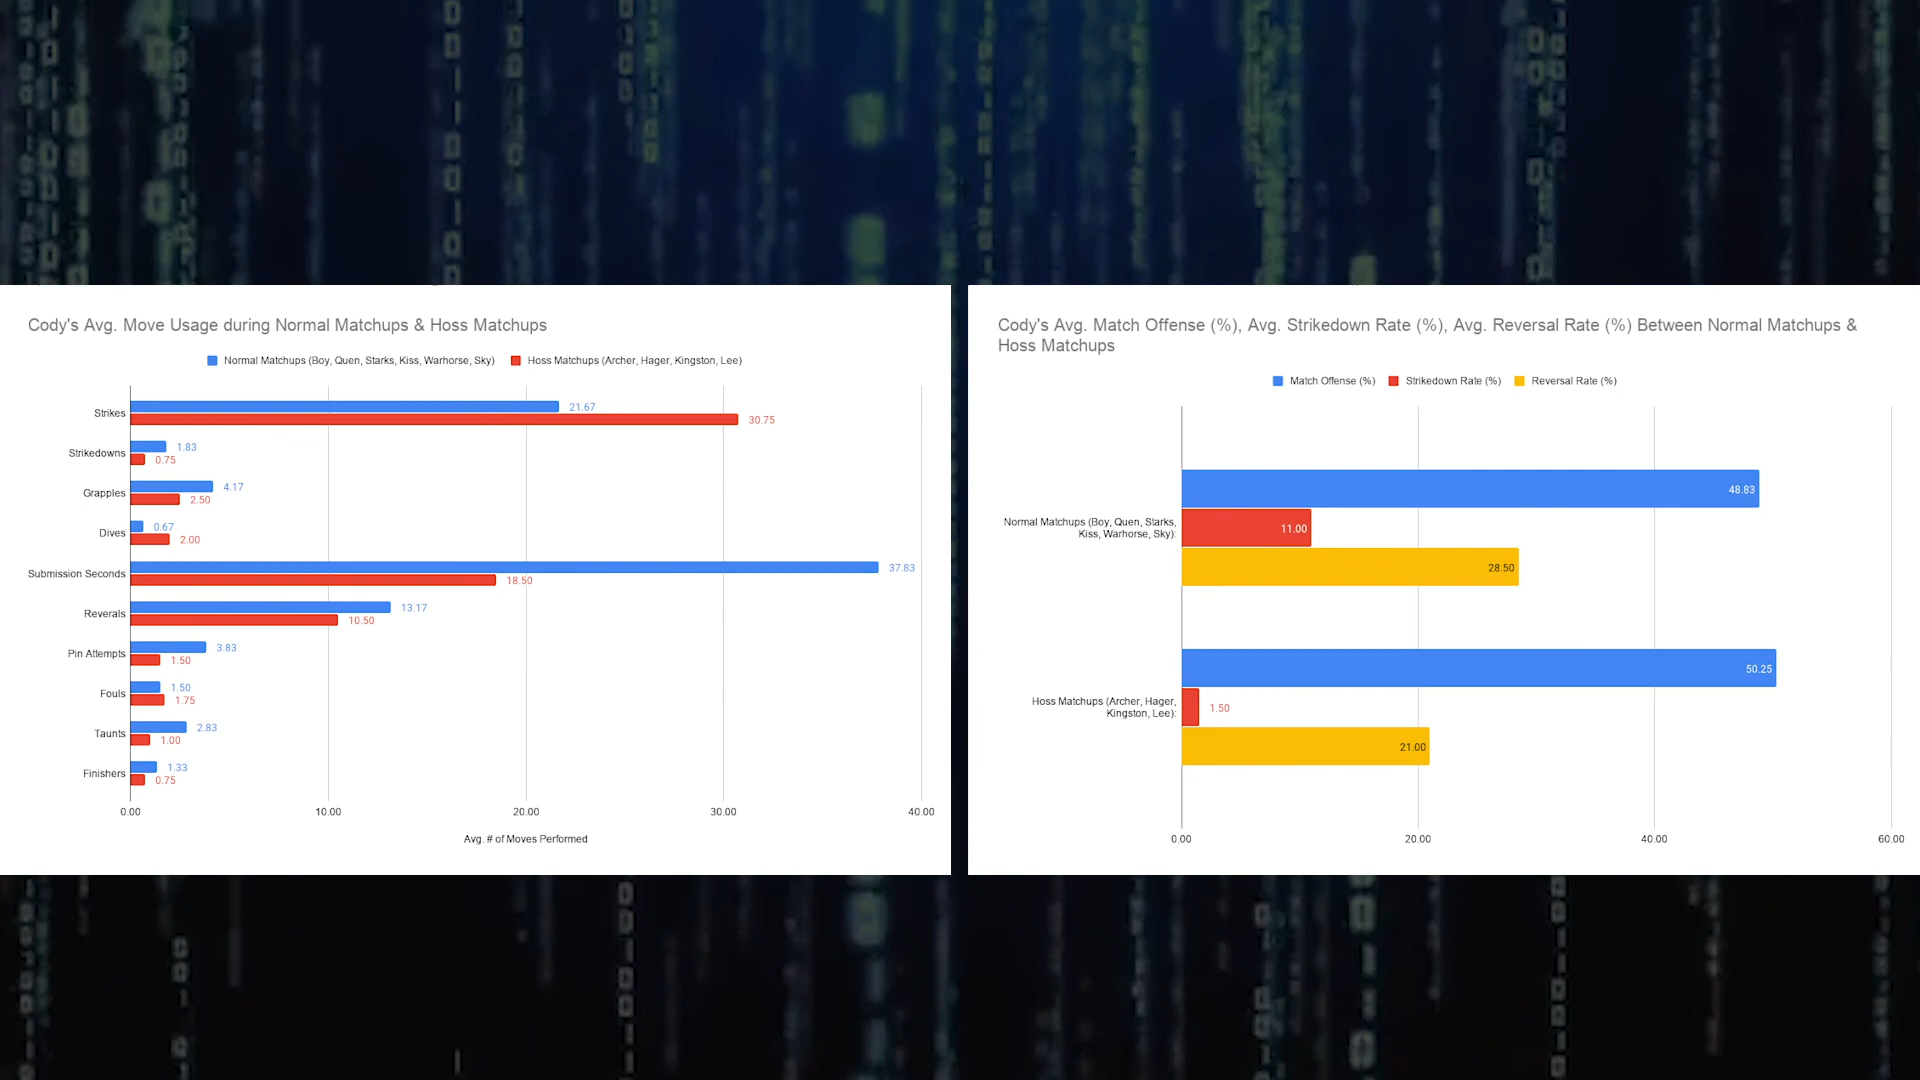 Cody's Avg. Move Usage during Normal Matchups & Hoss Matchups
Normal Matchups (Boy, Quen, Starks, Kiss, Warhorse, Sky)
Hoss Matchups (Archer, Hager, Kingston, Lee)
Strikes
21.67
30.75
Strikedowns
1.83
0.75
Grapples
4.17
2.50
Dives
0.67
2.00
Submission Seconds
37.83
18.50
Reverals
13.17
10.50
Pin Attempts
3.83
1.50
Fouls
1.50
1.75
Taunts
2.83
1.00
Finishers
1.33
0.75
0.00
10.00
20.00
30.00
40.00
Avg. # of Moves Performed
Cody's Avg. Match Offense (%), Avg. Strikedown Rate (%), Avg. Reversal Rate (%) Between Normal Matchups &
Hoss Matchups
Match Offense (%)
Strikedown Rate (%)
Reversal Rate (%)
Normal Matchups (Boy, Quen, Starks,
Kiss, Warhorse, Sky):
48.83
11.00
28.50
Hoss Matchups (Archer, Hager,
Kingston, Lee):
50.25
1.50
21.00
0.00
20.00
40.00
60.00